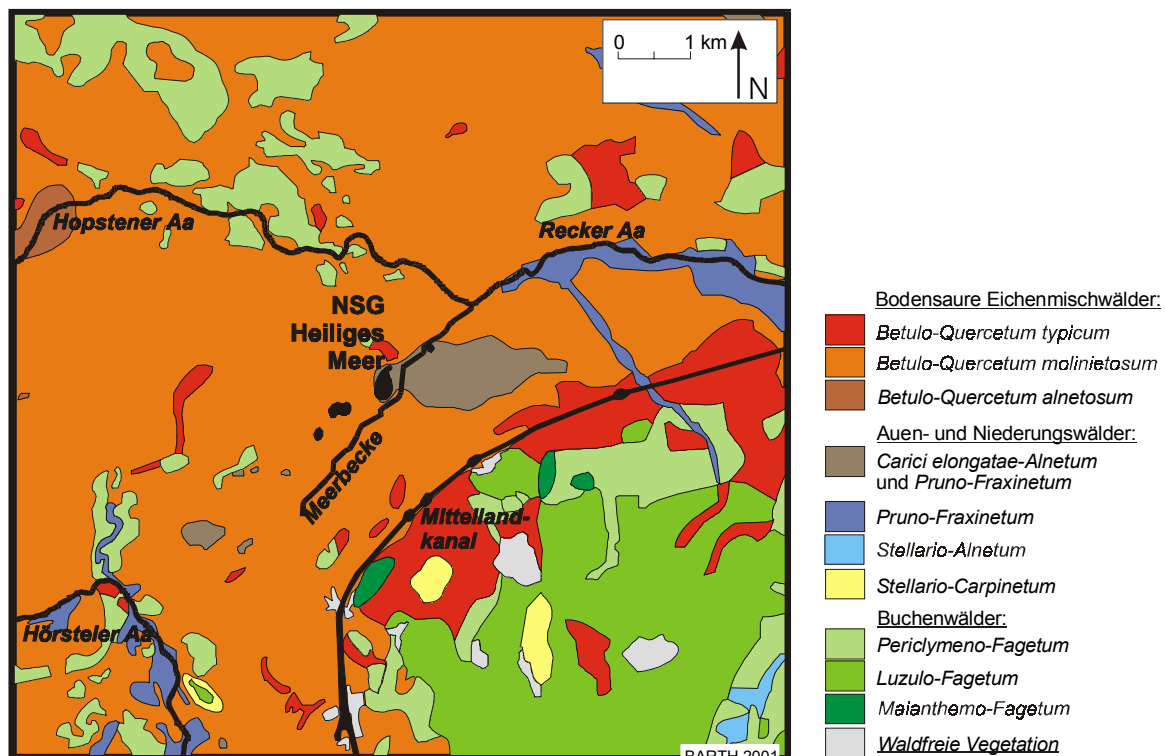 0 1 km
N
Hopstener Aa
Recker Aa
NSG
Heiliges
Meer
Meerbecke
Mittelland-
kanal
Hörsteler Aa
BARTH 2001
Bodensaure Eichenmischwälder:
Betulo-Quercetum typicum
Betulo-Quercetum molinietosum
Betulo-Quercetum alnetosum
Auen- und Niederungswälder:
Carici elongatae-Alnetum
und Pruno-Fraxinetum
Pruno-Fraxinetum
Stellario-Alnetum
Stellario-Carpinetum
Buchenwälder:
Periclymeno-Fagetum
Luzulo-Fagetum
Maianthemo-Fagetum
Waldfreie Vegetation